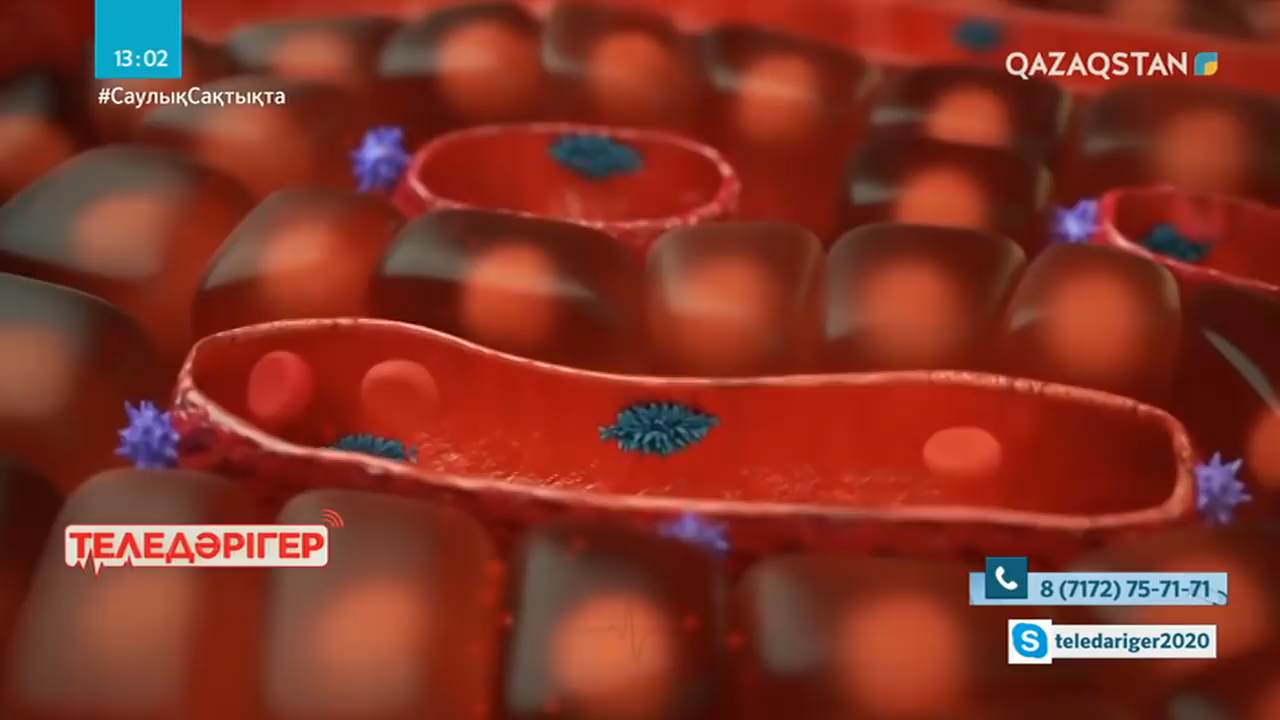 13:02
#СаулықСақтықта
QAZAQSTAN
ТЕЛЕДӘРІГЕР
8 (7172) 75-71-71
teledariger2020